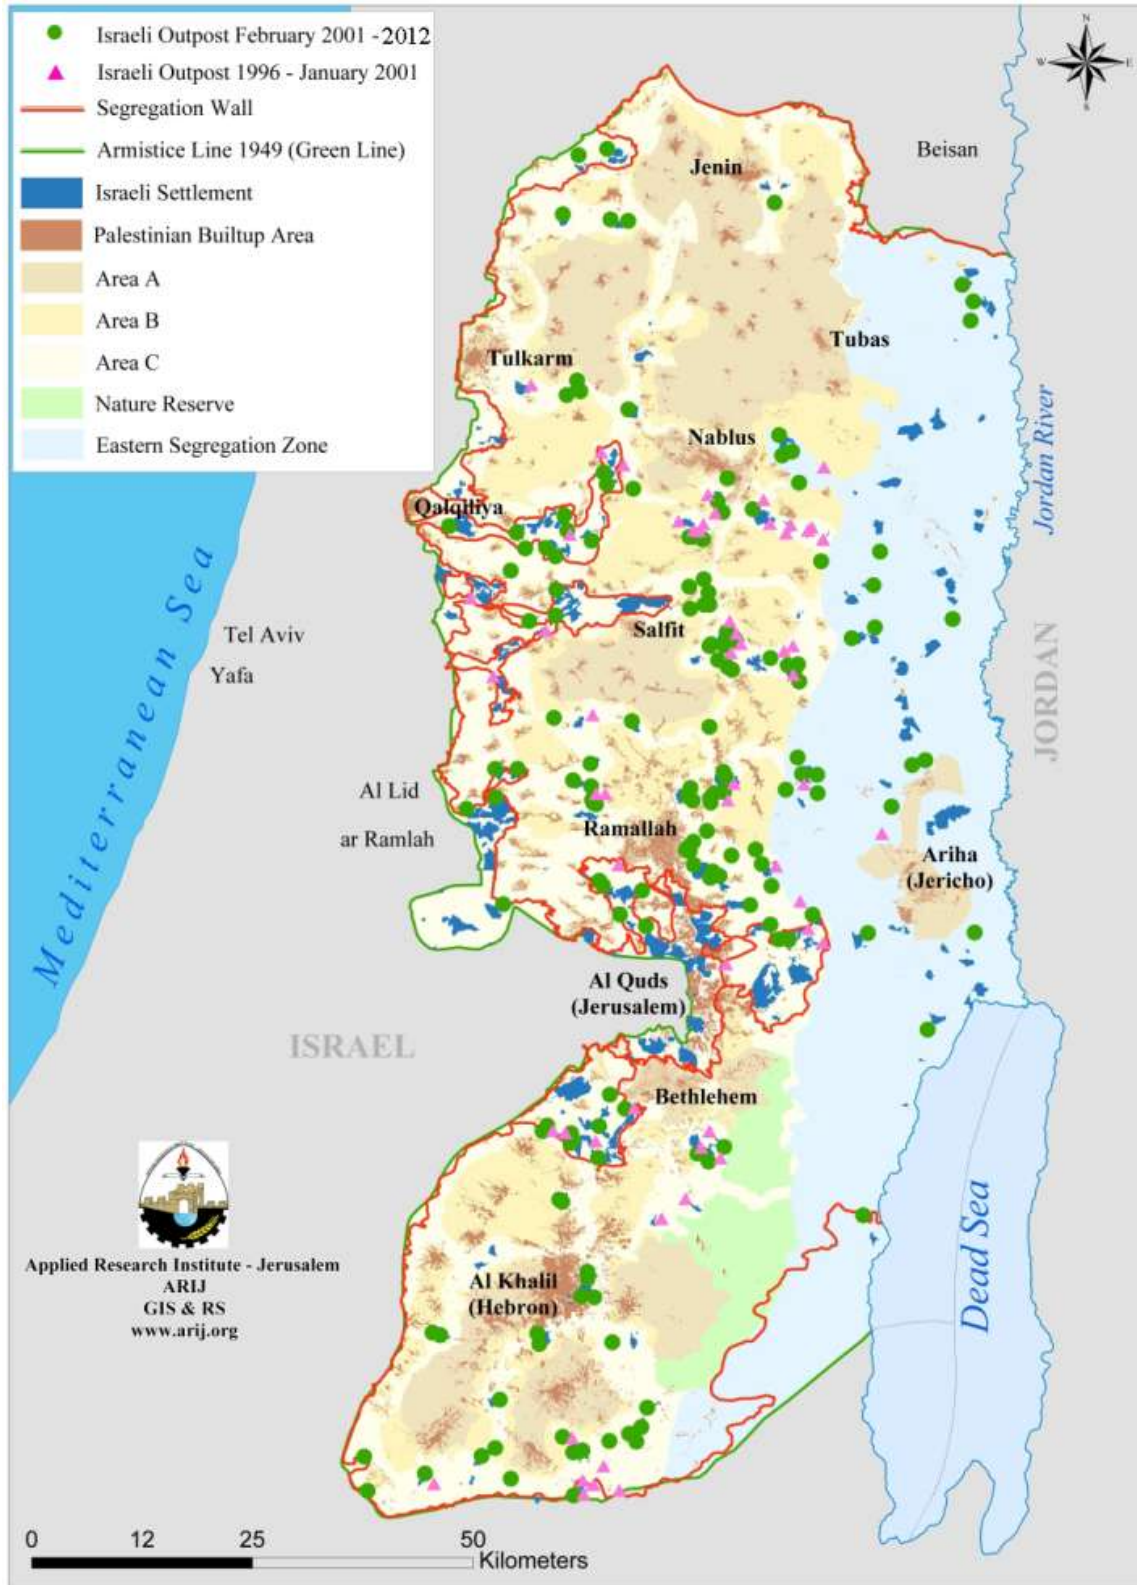 Israeli Outpost February 2001 - 2012
Israeli Outpost 1996 - January 2001
Segregation Wall
Armistice Line 1949 (Green Line)
Israeli Settlement
Palestinian Builtup Area
Area A
Area B
Area C
Nature Reserve
Eastern Segregation Zone
N
W
E
S
Beisan
Jenin
Tubas
Tulkarm
Nablus
Jordan River
Qalqiliya
Mediterranean Sea
Tel Aviv
Yafa
Salfit
JORDAN
Al Lid
ar Ramlah
Ramallah
Ariha
(Jericho)
Al Quds
(Jerusalem)
ISRAEL
Bethlehem
Dead Sea
Al Khalil
(Hebron)
Applied Research Institute - Jerusalem
ARIJ
GIS & RS
www.arij.org
0 12 25 50
Kilometers